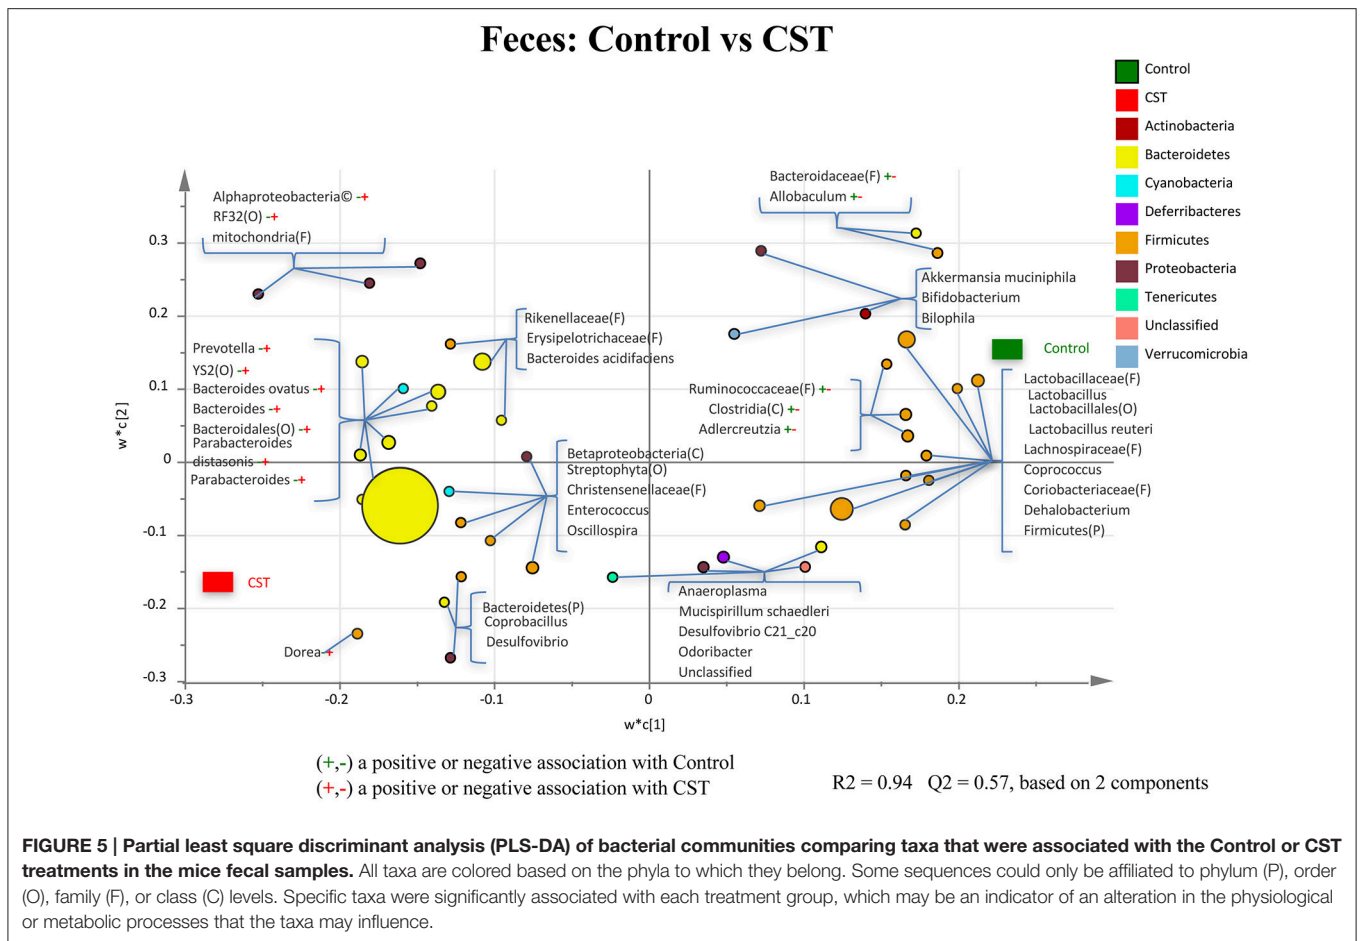 Feces: Control vs CST
Control
CST
Actinobacteria
Bacteroidetes
Cyanobacteria
Deferribacteres
Firmicutes
Proteobacteria
Tenericutes
Unclassified
Verrucomicrobia
Alphaproteobacteria© -+
RF32(O) -+
mitochondria(F)
Bacteroidaceae(F) +-
Allobaculum +-
Akkermansia muciniphila
Bifidobacterium
Bilophila
Rikenellaceae(F)
Erysipelotrichaceae(F)
Bacteroides acidifaciens
Prevotella -+
YS2(O) -+
Bacteroides ovatus -+
Bacteroides -+
Bacteroidales(O) -+
Parabacteroides
distasonis -+
Parabacteroides -+
Control
Ruminococcaceae(F) +-
Clostridia(C) +-
Adlercreutzia +-
Lactobacillaceae(F)
Lactobacillus
Lactobacillales(O)
Lactobacillus reuteri
Lachnospiraceae(F)
Coprococcus
Coriobacteriaceae(F)
Dehalobacterium
Firmicutes(P)
Betaproteobacteria(C)
Streptophyta(O)
Christensenellaceae(F)
Enterococcus
Oscillospira
CST
Bacteroidetes(P)
Coprobacillus
Desulfovibrio
Dorea-+
Anaeroplasma
Mucispirillum schaedleri
Desulfovibrio C21_c20
Odoribacter
Unclassified
w*c[2]
0.3
0.2
0.1
0
-0.1
-0.2
-0.3
-0.3 -0.2 -0.1 0 0.1 0.2
w*c[1]
(+,-) a positive or negative association with Control
(+,-) a positive or negative association with CST
R2 = 0.94 Q2 = 0.57, based on 2 components
FIGURE 5 | Partial least square discriminant analysis (PLS-DA) of bacterial communities comparing taxa that were associated with the Control or CST
treatments in the mice fecal samples. All taxa are colored based on the phyla to which they belong. Some sequences could only be affiliated to phylum (P), order
(O), family (F), or class (C) levels. Specific taxa were significantly associated with each treatment group, which may be an indicator of an alteration in the physiological
or metabolic processes that the taxa may influence.